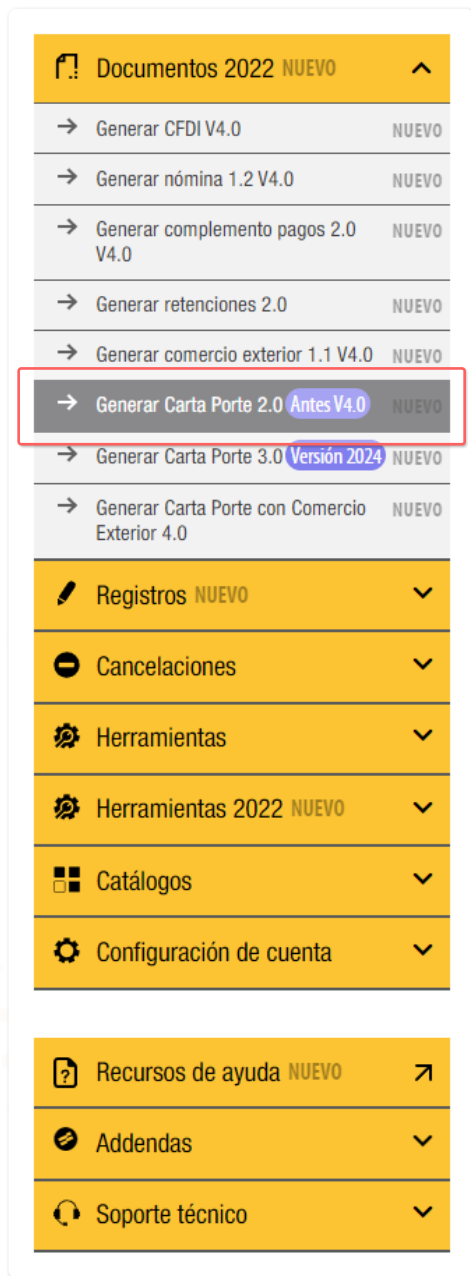 Documentos 2022 NUEVO
Generar CFDI V4.0 NUEVO
Generar nómina 1.2 V4.0 NUEVO
Generar complemento pagos 2.0 NUEVO
V4.0
Generar retenciones 2.0 NUEVO
Generar comercio exterior 1.1 V4.0 NUEVO
Generar Carta Porte 2.0 Antes V4.0 NUEVO
Generar Carta Porte 3.0 Versión 2024 NUEVO
Generar Carta Porte con Comercio NUEVO
Exterior 4.0
Registros NUEVO
Cancelaciones
Herramientas
Herramientas 2022 NUEVO
Catálogos
Configuración de cuenta
Recursos de ayuda NUEVO
Addendas
Soporte técnico